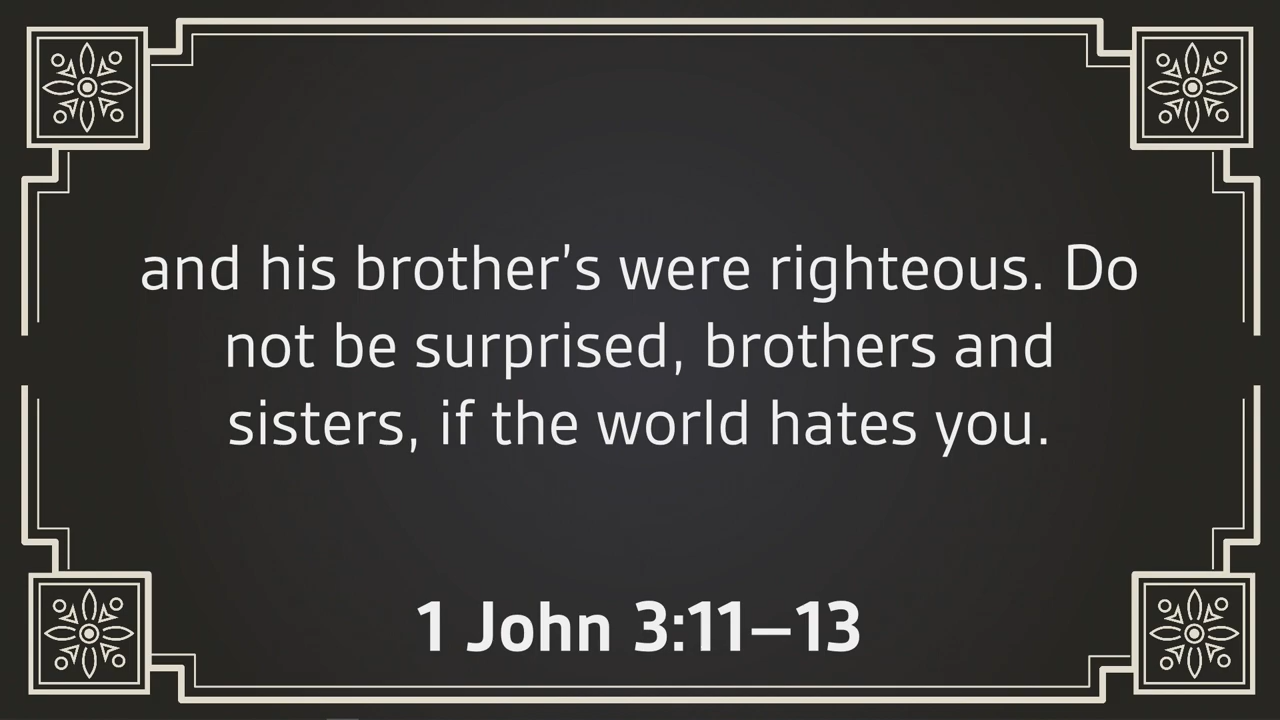 and his brother’s were righteous. Do
not be surprised, brothers and
sisters, if the world hates you.
1 John 3:11–13